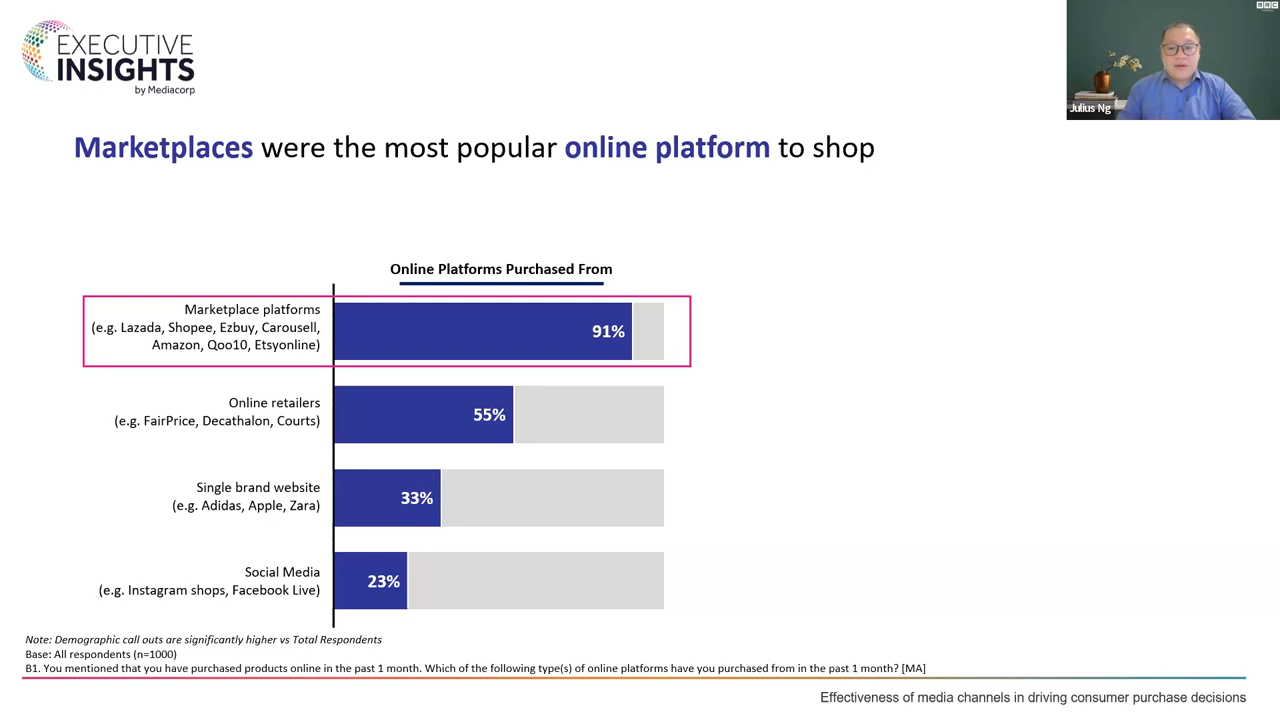 EXECUTIVE
INSIGHTS
by Mediacorp
BBC
Julius Ng
Marketplaces were the most popular online platform to shop
Online Platforms Purchased From
Marketplace platforms
(e.g. Lazada, Shopee, Ezbuy, Carousell,
Amazon, Qoo10, Etsyonline)
91%
Online retailers
(e.g. FairPrice, Decathalon, Courts)
55%
Single brand website
(e.g. Adidas, Apple, Zara)
33%
Social Media
(e.g. Instagram shops, Facebook Live)
23%
Note: Demographic call outs are significantly higher vs Total Respondents
Base: All respondents (n=1000)
B1. You mentioned that you have purchased products online in the past 1 month. Which of the following type(s) of online platforms have you purchased from in the past 1 month? [MA]
Effectiveness of media channels in driving consumer purchase decisions